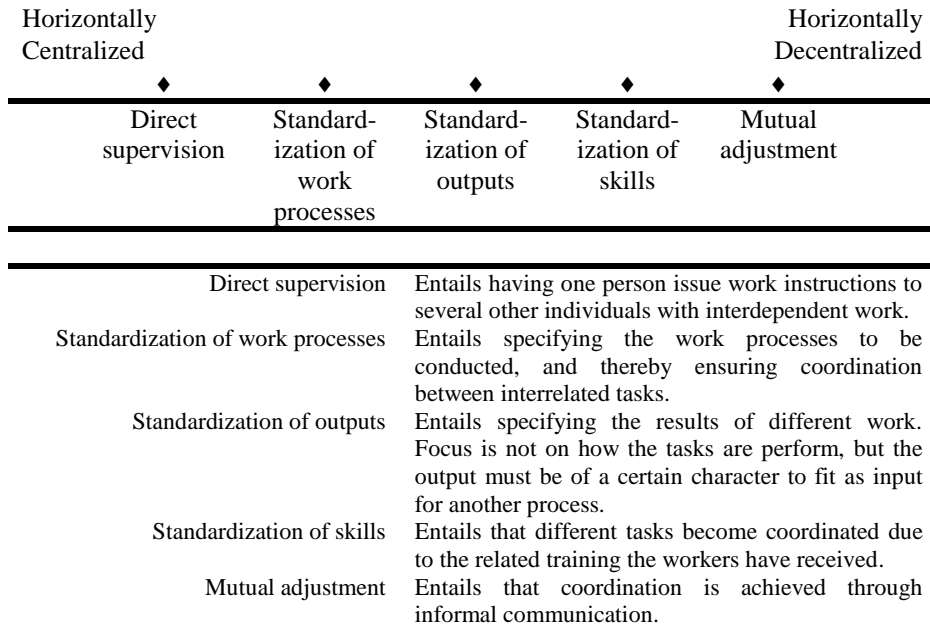 Horizontally Horizontally
Centralized Decentralized
♦ ♦ ♦ ♦ ♦
Direct Standard- Standard- Standard- Mutual
supervision ization of ization of ization of adjustment
work outputs skills
processes
Direct supervision Entails having one person issue work instructions to
several other individuals with interdependent work.
Standardization of work processes Entails specifying the work processes to be
conducted, and thereby ensuring coordination
between interrelated tasks.
Standardization of outputs Entails specifying the results of different work.
Focus is not on how the tasks are perform, but the
output must be of a certain character to fit as input
for another process.
Standardization of skills Entails that different tasks become coordinated due
to the related training the workers have received.
Mutual adjustment Entails that coordination is achieved through
informal communication.